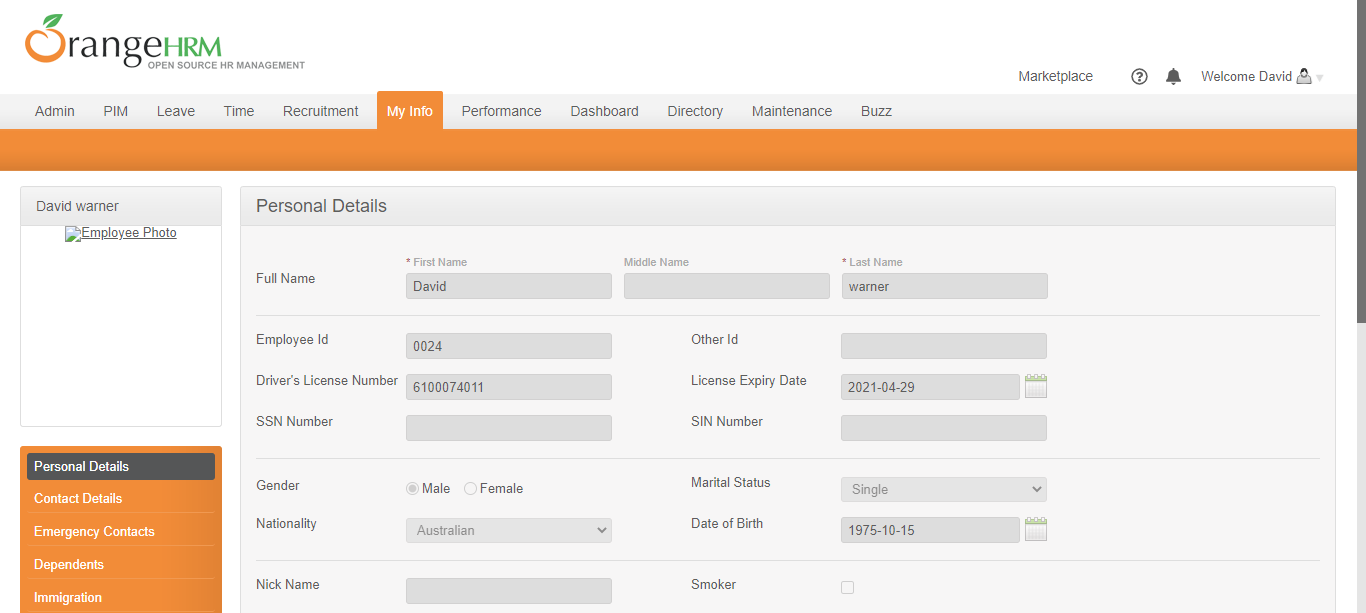 OrangeHRM
OPEN SOURCE HR MANAGEMENT
Marketplace ? Welcome David
Admin PIM Leave Time Recruitment My Info Performance Dashboard Directory Maintenance Buzz
David warner
Employee Photo
Personal Details
Contact Details
Emergency Contacts
Dependents
Immigration
Personal Details
* First Name Middle Name * Last Name
Full Name David warner
Employee Id 0024 Other Id
Driver's License Number 6100074011 License Expiry Date 2021-04-29
SSN Number SIN Number
Gender Male Female Marital Status Single
Nationality Australian Date of Birth 1975-10-15
Nick Name Smoker